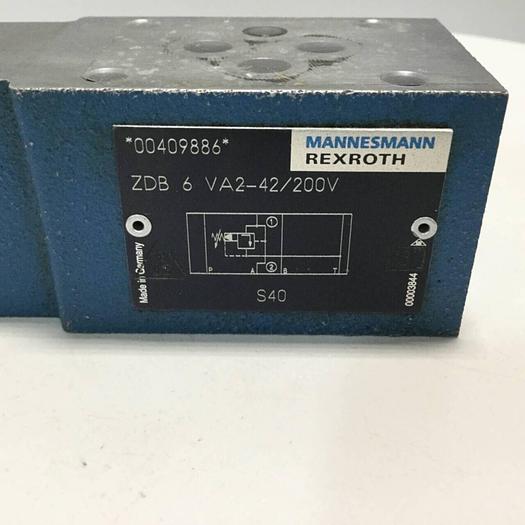 *00409886*
MANNESMANN
REXROTH
ZDB 6 VA2-42/200V
1
2
P A B T
Made in Germany
S40
00003844